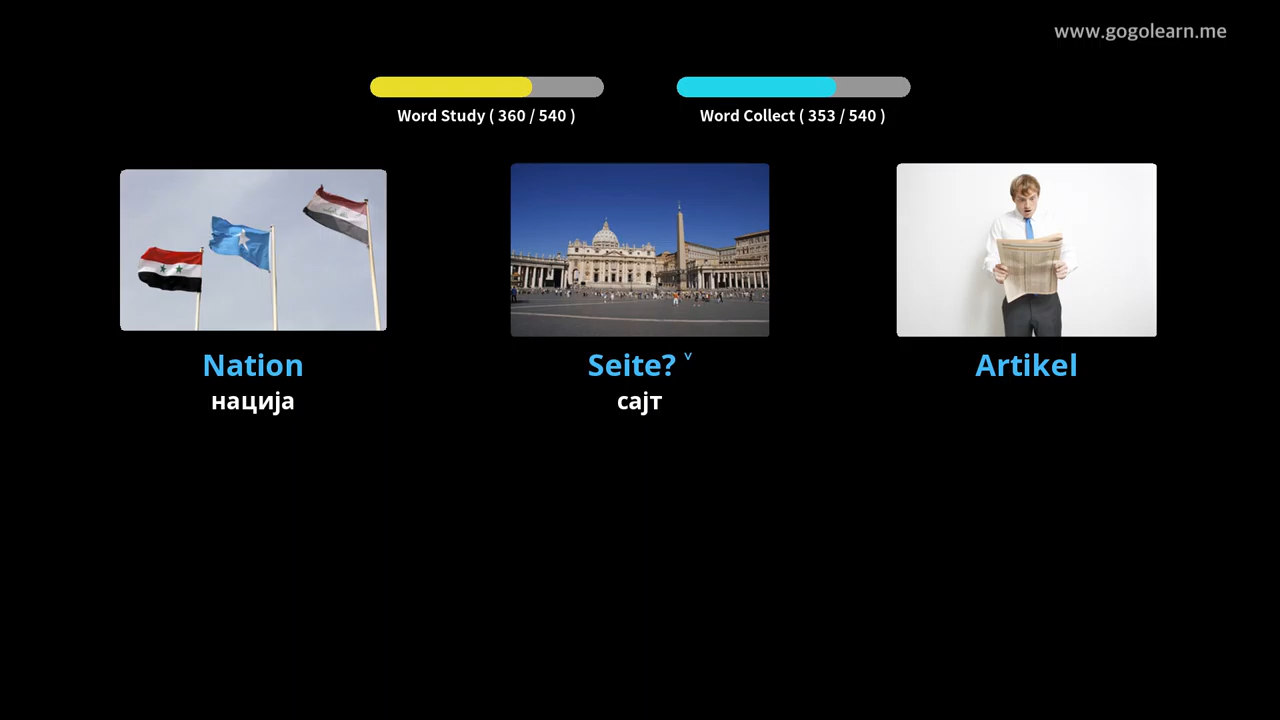 www.gogolearn.me
Word Study ( 360 / 540 )
Word Collect ( 353 / 540 )
Nation
Seite? ˅
Artikel
нација
сајт